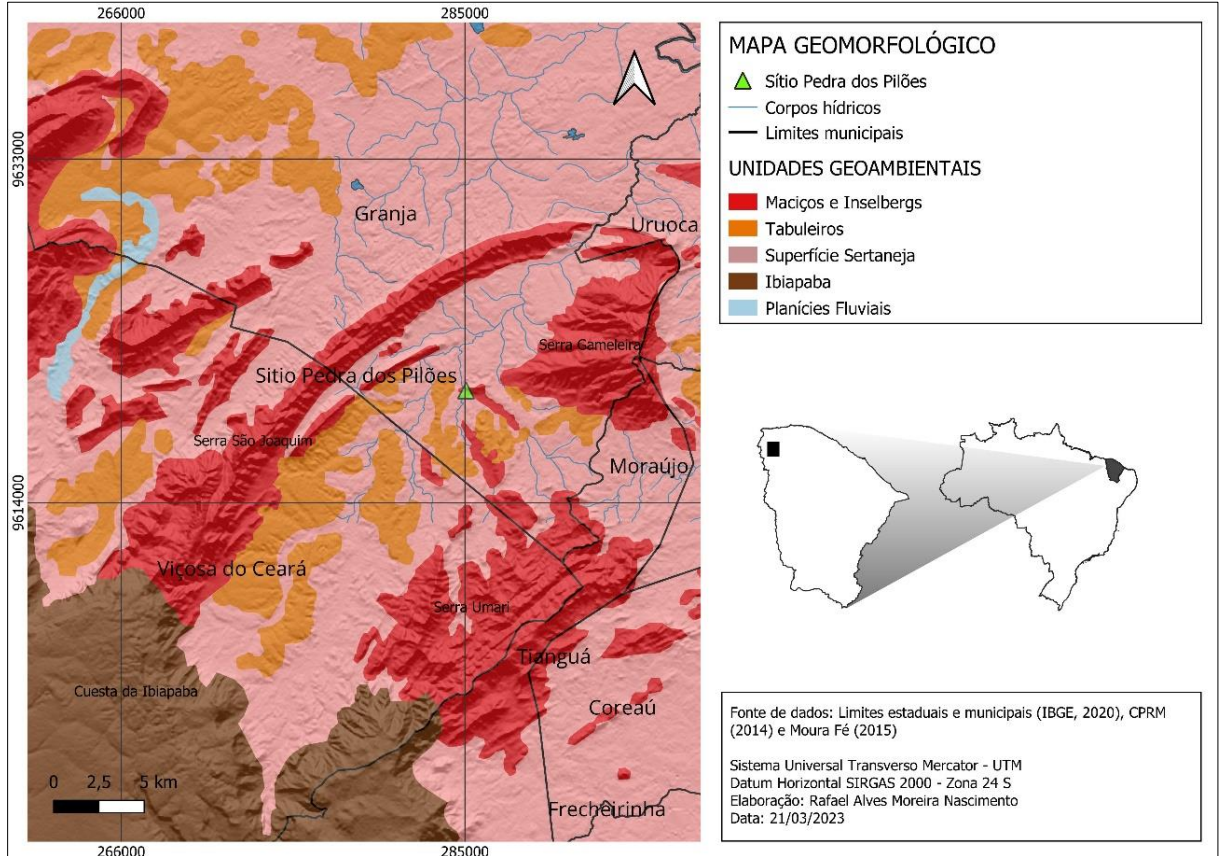 266000
285000
9633000
Granja
Uruoca
Serra Gameleira
Sitio Pedra dos Pilões
Serra São Joaquim
Moraújo
9614000
Viçosa do Ceará
Serra Umari
Tianguá
Cuesta da Ibiapaba
Coreaú
0 2,5 5 km
Frecheirinha
266000
285000
MAPA GEOMORFOLÓGICO
Sítio Pedra dos Pilões
Corpos hídricos
Limites municipais
UNIDADES GEOAMBIENTAIS
Maciços e Inselbergs
Tabuleiros
Superfície Sertaneja
Ibiapaba
Planícies Fluviais
Fonte de dados: Limites estaduais e municipais (IBGE, 2020), CPRM
(2014) e Moura Fé (2015)
Sistema Universal Transverso Mercator - UTM
Datum Horizontal SIRGAS 2000 - Zona 24 S
Elaboração: Rafael Alves Moreira Nascimento
Data: 21/03/2023